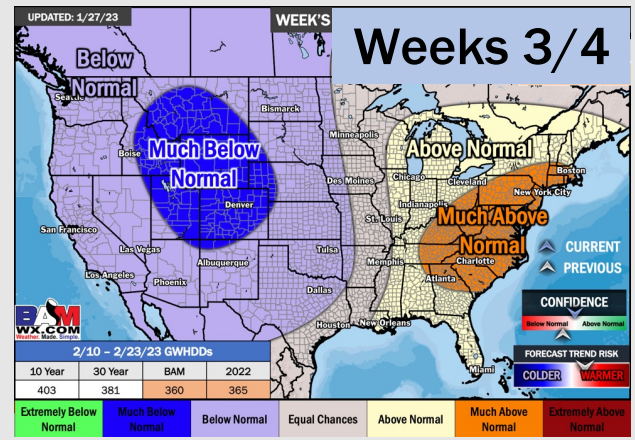 UPDATED: 1/27/23
WEEK'S
Weeks 3/4
Below
Normal
Seattle
Bismarck
Minneapolis
Above Normal
Boise
Much Below
Normal
Boston
Chicago
Cleveland
Des Moines
New York City
Denver
Indianapolis
Much Above
Normal
St. Louis
San Francisco
Las Vegas
Albuquerque
Tulsa
Memphis
Charlotte
CURRENT
PREVIOUS
Los Angeles
Phoenix
Atlanta
Dallas
Houston
New Orleans
Miami
CONFIDENCE
Below Normal
Above Normal
FORECAST TREND RISK
COLDER
WARMER
BAM
WX.COM
Weather. Made. Simple.
2/10 – 2/23/23 GWHDDs
10 Year 30 Year BAM 2022
403 381 360 365
Extremely Below
Normal
Much Below
Normal
Below Normal
Equal Chances
Above Normal
Much Above
Normal
Extremely Above
Normal